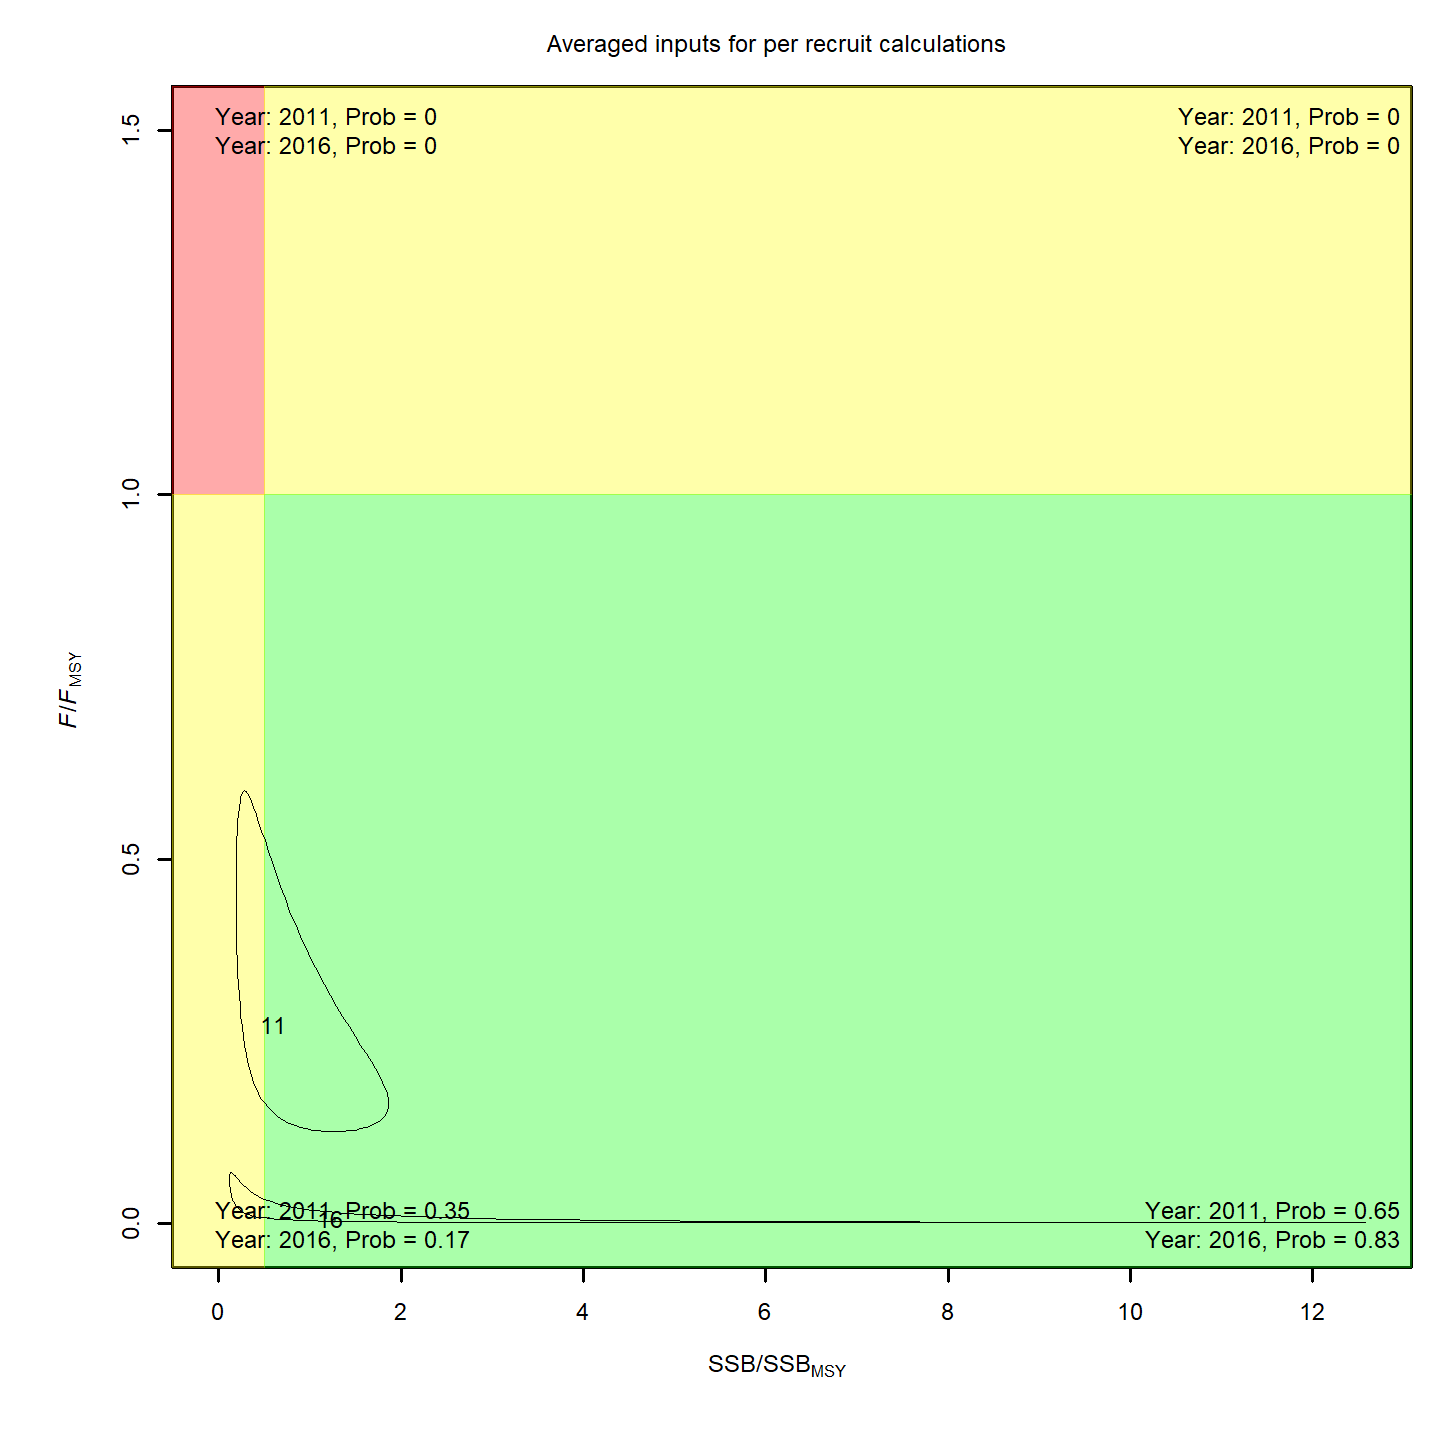 Averaged inputs for per recruit calculations
Year: 2011, Prob = 0
Year: 2016, Prob = 0
Year: 2011, Prob = 0
Year: 2016, Prob = 0
1.5
1.0
0.5
0.0
F/FMSY
11
16
Year: 2011, Prob = 0.35
Year: 2016, Prob = 0.17
Year: 2011, Prob = 0.65
Year: 2016, Prob = 0.83
0 2 4 6 8 10 12
SSB/SSBMSY